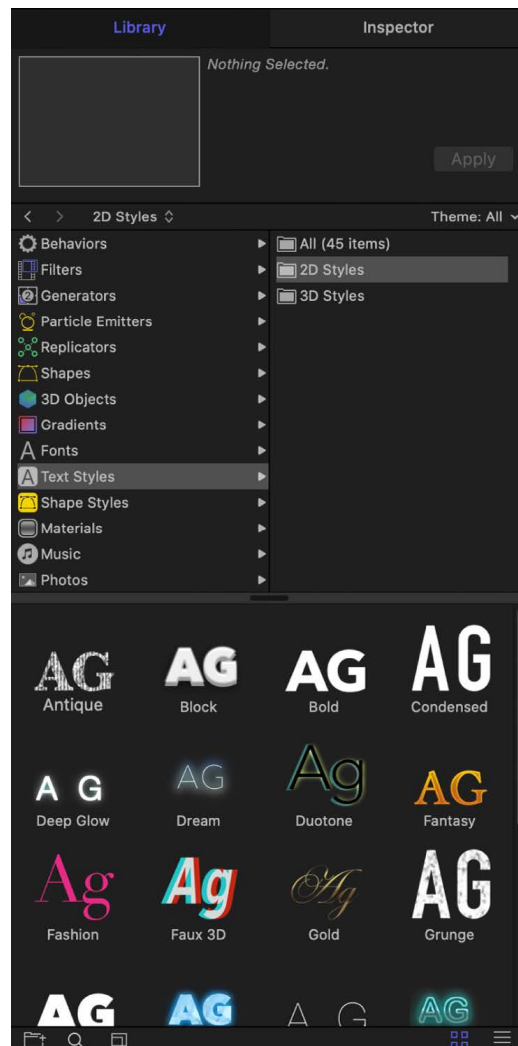 Library Inspector
Nothing Selected.
Apply
2D Styles Theme: All
Behaviors
Filters
Generators
Particle Emitters
Replicators
Shapes
3D Objects
Gradients
Fonts
Text Styles
Shape Styles
Materials
Music
Photos
All (45 items)
2D Styles
3D Styles
AG AG AG AG
Antique Block Bold Condensed
A G AG Ag AG
Deep Glow Dream Duotone Fantasy
Ag Ag Ag AG
Fashion Faux 3D Gold Grunge
AG AG A G AG